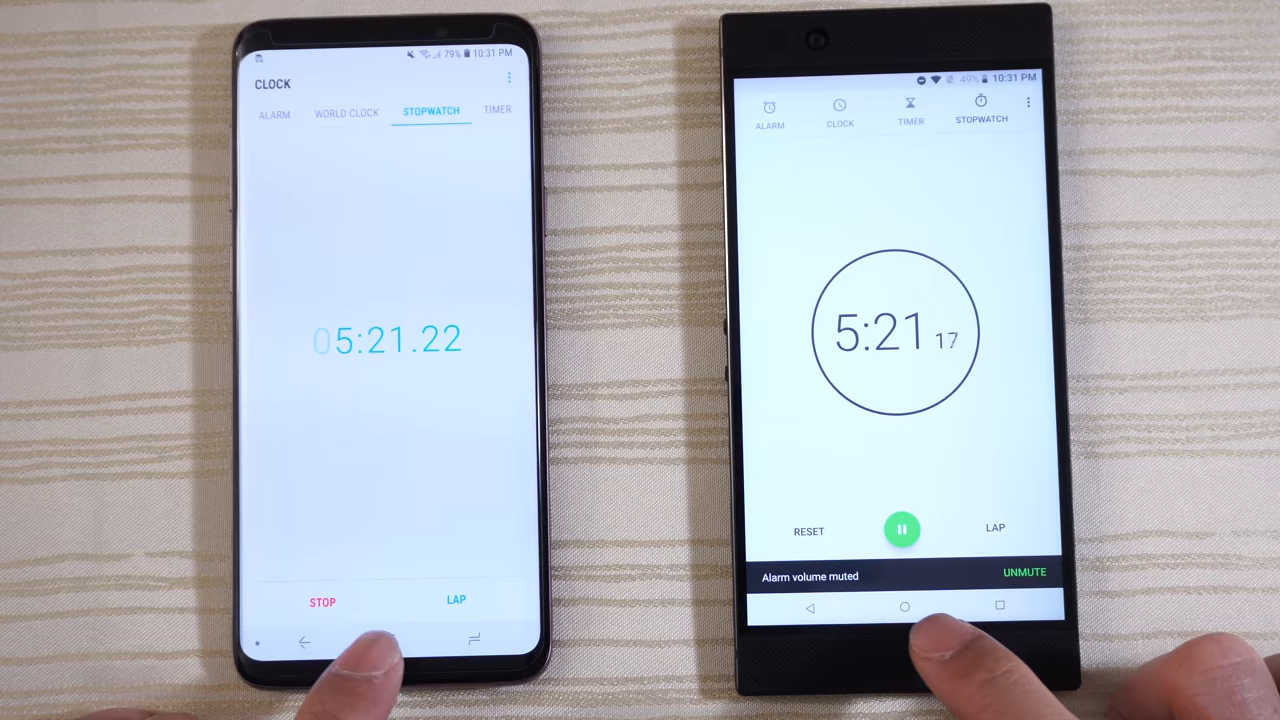 79% 10:31 PM
CLOCK
ALARM WORLD CLOCK STOPWATCH TIMER
05:21.22
STOP LAP
49% 10:31 PM
ALARM CLOCK TIMER STOPWATCH
5:21 17
RESET LAP
Alarm volume muted UNMUTE